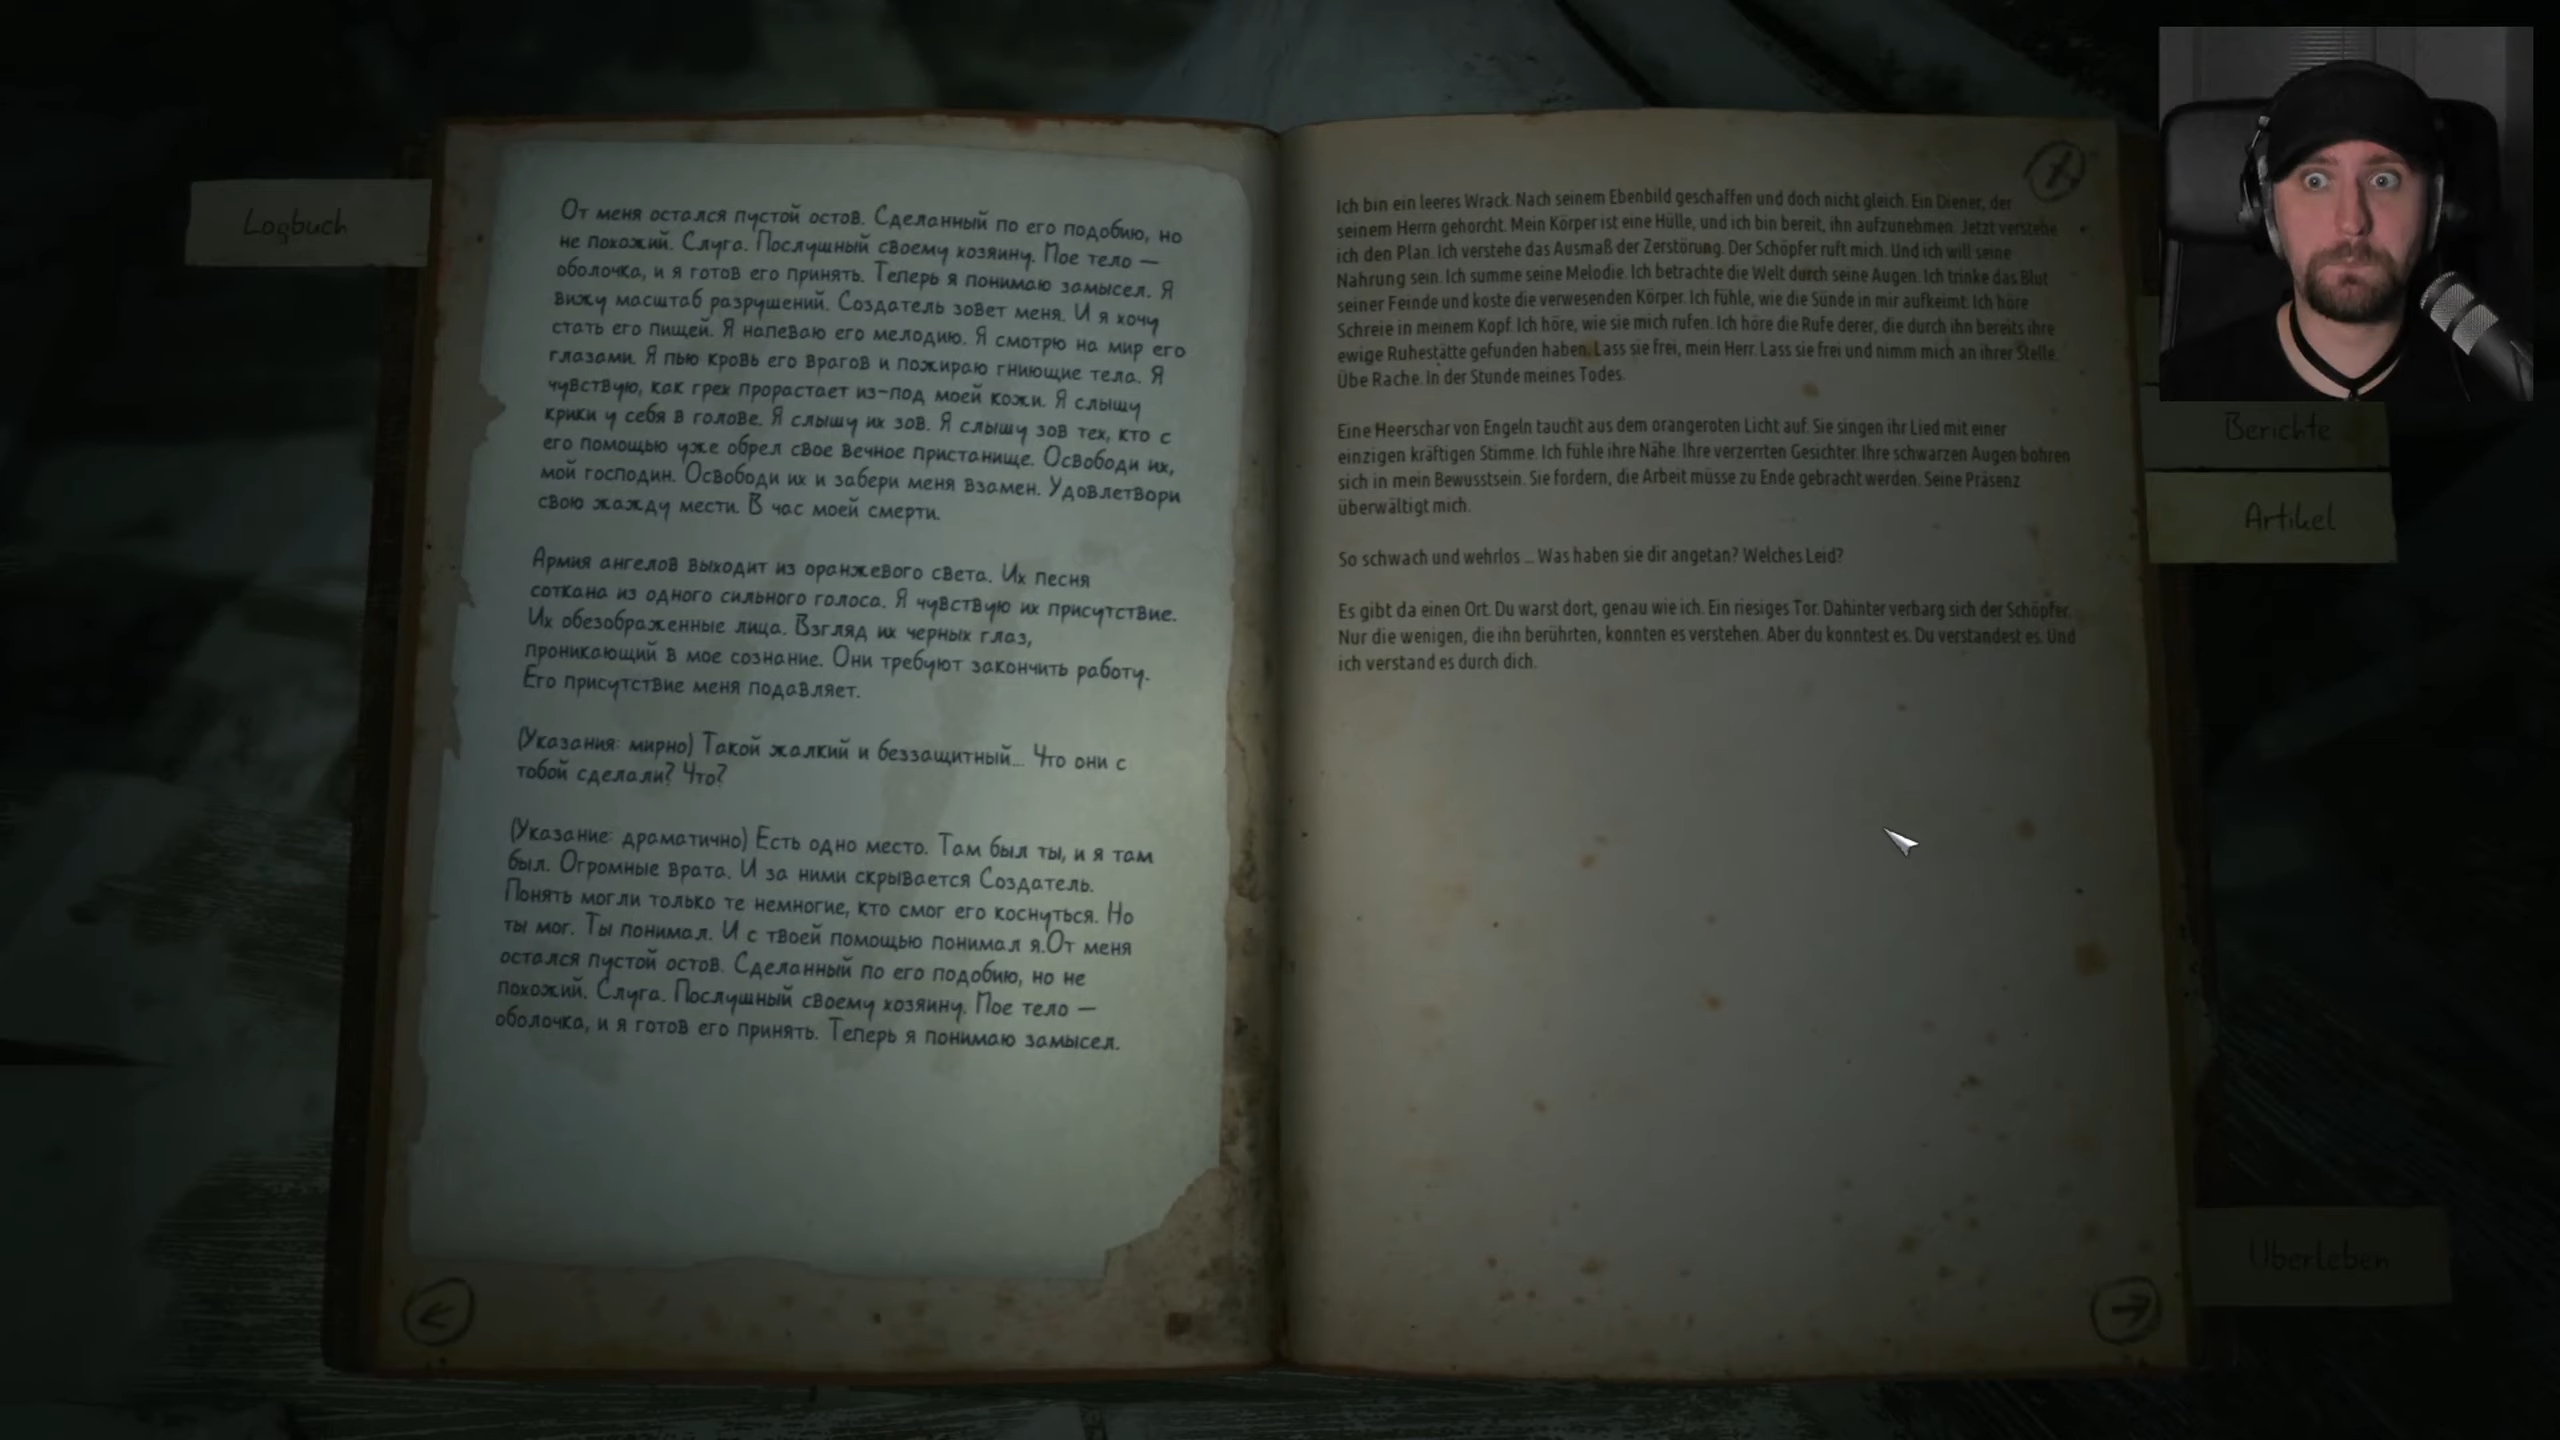 Logbuch
От меня остался пустой остов. Сделанный по его подобию, но
не похожий. Слуга. Послушный своему хозяину. Мое тело —
оболочка, и я готов его принять. Теперь я понимаю замысел. Я
вижу масштаб разрушений. Создатель зовет меня. И я хочу
стать его пищей. Я напеваю его мелодию. Я смотрю на мир его
глазами. Я пью кровь его врагов и пожираю гниющие тела. Я
чувствую, как грех прорастает из-под моей кожи. Я слышу
крики у себя в голове. Я слышу их зов. Я слышу зов тех, кто с
его помощью уже обрел свое вечное пристанище. Освободи их,
мой господин. Освободи их и забери меня взамен. Удовлетвори
свою жажду мести. В час моей смерти.
Армия ангелов выходит из оранжевого света. Их песня
соткана из одного сильного голоса. Я чувствую их присутствие.
Их обезображенные лица. Взгляд их черных глаз,
проникающий в мое сознание. Они требуют закончить работу.
Его присутствие меня подавляет.
(Указания: мирно) Такой жалкий и беззащитный... Что они с
тобой сделали? Что?
(Указание: драматично) Есть одно место. Там был ты, и я там
был. Огромные врата. И за ними скрывается Создатель.
Понять могли только те немногие, кто смог его коснуться. Но
ты мог. Ты понимал. И с твоей помощью понимал я.От меня
остался пустой остов. Сделанный по его подобию, но не
похожий. Слуга. Послушный своему хозяину. Мое тело —
оболочка, и я готов его принять. Теперь я понимаю замысел.
Ich bin ein leeres Wrack. Nach seinem Ebenbild geschaffen und doch nicht gleich. Ein Diener, der
seinem Herrn gehorcht. Mein Körper ist eine Hülle, und ich bin bereit, ihn aufzunehmen. Jetzt verstehe
ich den Plan. Ich verstehe das Ausmaß der Zerstörung. Der Schöpfer ruft mich. Und ich will seine
Nahrung sein. Ich summe seine Melodie. Ich betrachte die Welt durch seine Augen. Ich trinke das Blut
seiner Feinde und koste die verwesenden Körper. Ich fühle, wie die Sünde in mir aufkeimt. Ich höre
Schreie in meinem Kopf. Ich höre, wie sie mich rufen. Ich höre die Rufe derer, die durch ihn bereits ihre
ewige Ruhestätte gefunden haben. Lass sie frei, mein Herr. Lass sie frei und nimm mich an ihrer Stelle.
Übe Rache. In der Stunde meines Todes.
Eine Heerschar von Engeln taucht aus dem orangeroten Licht auf. Sie singen ihr Lied mit einer
einzigen kräftigen Stimme. Ich fühle ihre Nähe. Ihre verzerrten Gesichter. Ihre schwarzen Augen bohren
sich in mein Bewusstsein. Sie fordern, die Arbeit müsse zu Ende gebracht werden. Seine Präsenz
überwältigt mich.
So schwach und wehrlos ... Was haben sie dir angetan? Welches Leid?
Es gibt da einen Ort. Du warst dort, genau wie ich. Ein riesiges Tor. Dahinter verbarg sich der Schöpfer.
Nur die wenigen, die ihn berührten, konnten es verstehen. Aber du konntest es. Du verstandest es. Und
ich verstand es durch dich.
Berichte
Artikel
Überleben